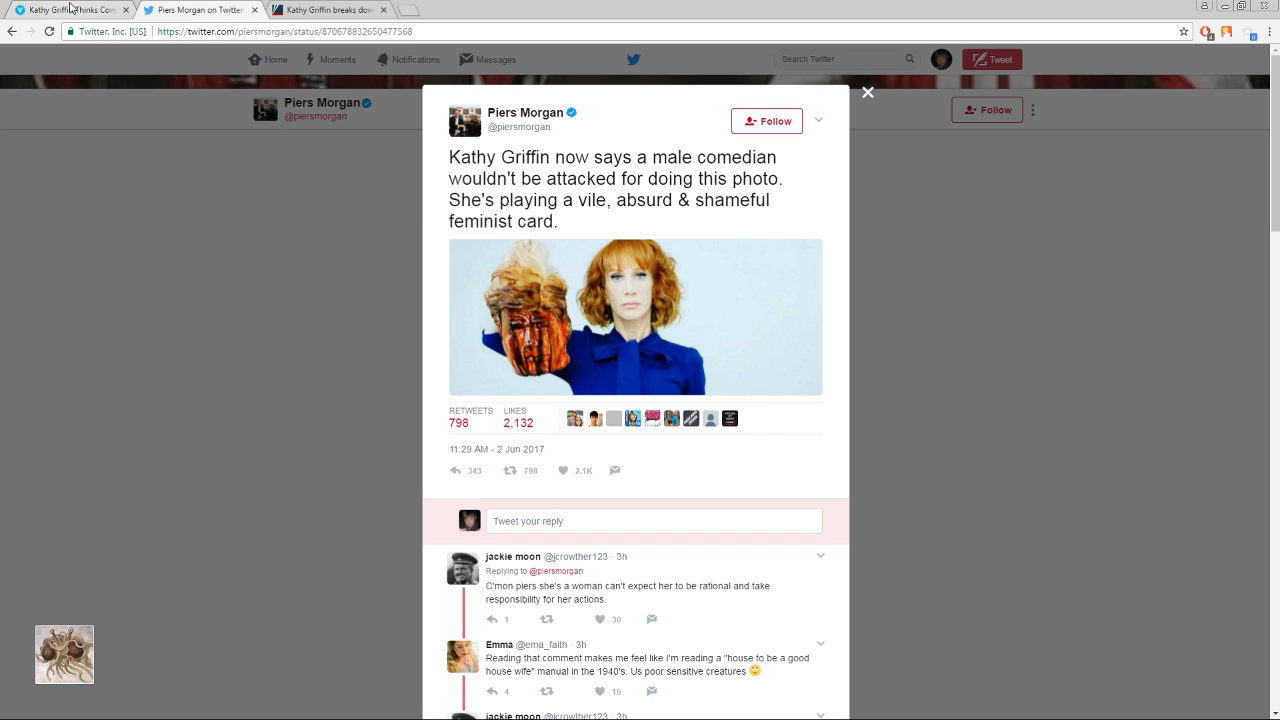 Kathy Griffin Thinks Com
Piers Morgan on Twitter:
Kathy Griffin breaks dow
Twitter, Inc. [US]
https://twitter.com/piersmorgan/status/870678832650477568
Home
Moments
Notifications
Messages
Search Twitter
Tweet
Piers Morgan
@piersmorgan
Follow
Piers Morgan
@piersmorgan
Follow
Kathy Griffin now says a male comedian
wouldn't be attacked for doing this photo.
She's playing a vile, absurd & shameful
feminist card.
RETWEETS
798
LIKES
2,132
11:29 AM - 2 Jun 2017
343
798
2.1K
Tweet your reply
jackie moon @jcrowther123 · 3h
Replying to @piersmorgan
C'mon piers she's a woman can't expect her to be rational and take
responsibility for her actions.
1
30
Emma @ema_faith · 3h
Reading that comment makes me feel like I'm reading a "house to be a good
house wife" manual in the 1940's. Us poor sensitive creatures 🙄
4
15
jackie moon @jcrowther123 · 3h